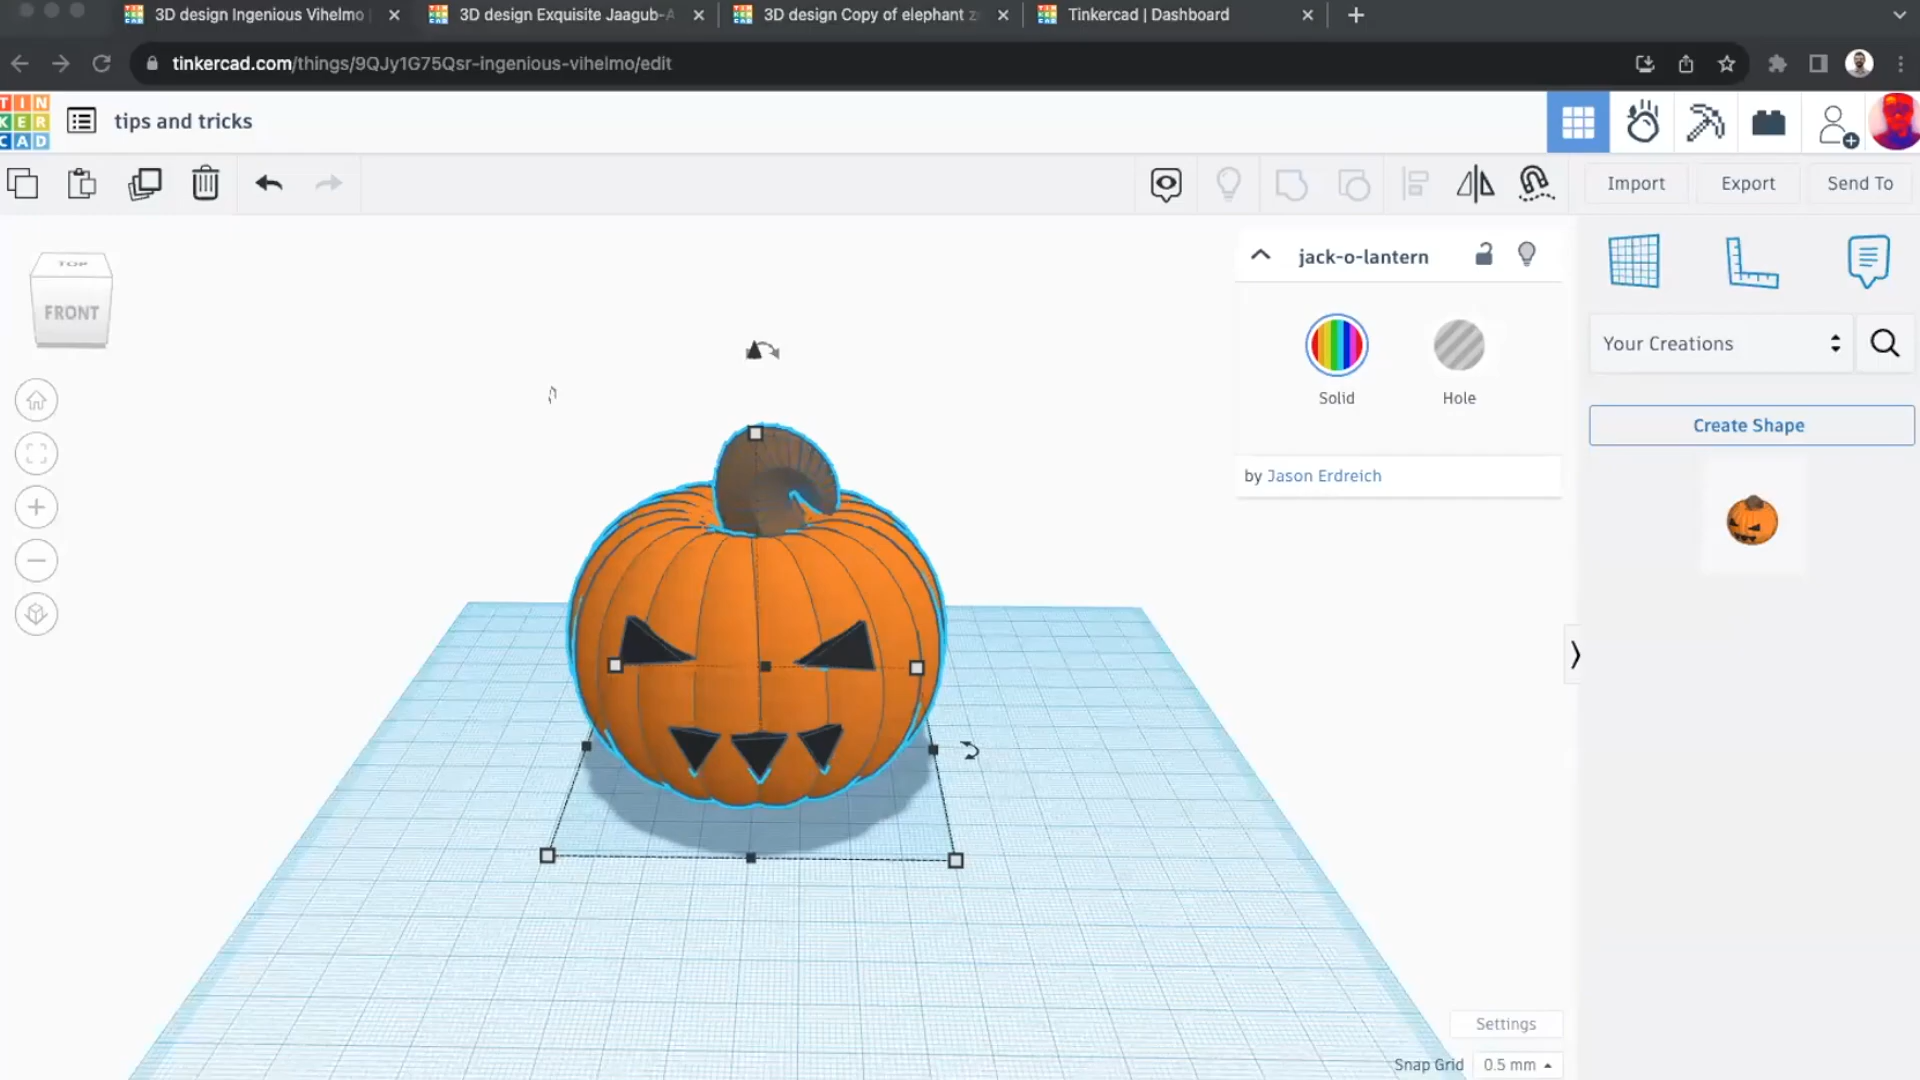 3D design Ingenious Vihelmo
3D design Exquisite Jaagub-A
3D design Copy of elephant z
Tinkercad | Dashboard
tinkercad.com/things/9QJy1G75Qsr-ingenious-vihelmo/edit
TIN
KER
CAD
tips and tricks
Import
Export
Send To
TOP
FRONT
jack-o-lantern
Solid
Hole
by Jason Erdreich
Your Creations
Create Shape
Settings
Snap Grid 0.5 mm